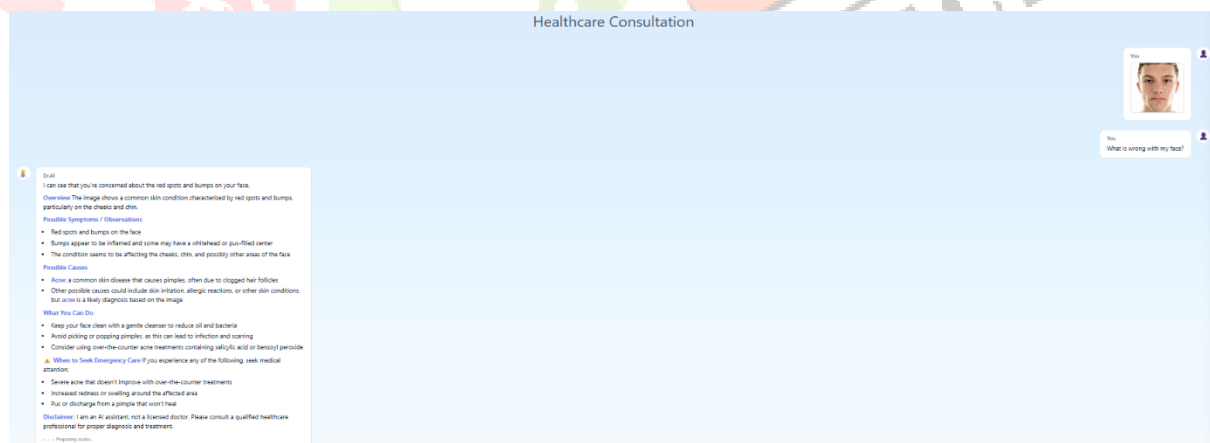 Healthcare Consultation
You
You
What is wrong with my face?
Dr.AI
I can see that you're concerned about the red spots and bumps on your face.
Overview The image shows a common skin condition characterized by red spots and bumps,
particularly on the cheeks and chin.
Possible Symptoms / Observations
• Red spots and bumps on the face
• Bumps appear to be inflamed and some may have a whitehead or pus-filled center
• The condition seems to be affecting the cheeks, chin, and possibly other areas of the face
Possible Causes
• Acne: a common skin disease that causes pimples, often due to clogged hair follicles
• Other possible causes could include skin irritation, allergic reactions, or other skin conditions,
but acne is a likely diagnosis based on the image
What You Can Do
• Keep your face clean with a gentle cleanser to reduce oil and bacteria
• Avoid picking or popping pimples, as this can lead to infection and scarring
• Consider using over-the-counter acne treatments containing salicylic acid or benzoyl peroxide
⚠ When to Seek Emergency Care If you experience any of the following, seek medical
attention:
• Severe acne that doesn't improve with over-the-counter treatments
• Increased redness or swelling around the affected area
• Pus or discharge from a pimple that won't heal
Disclaimer: I am an AI assistant, not a licensed doctor. Please consult a qualified healthcare
professional for proper diagnosis and treatment.
Preparing audio...